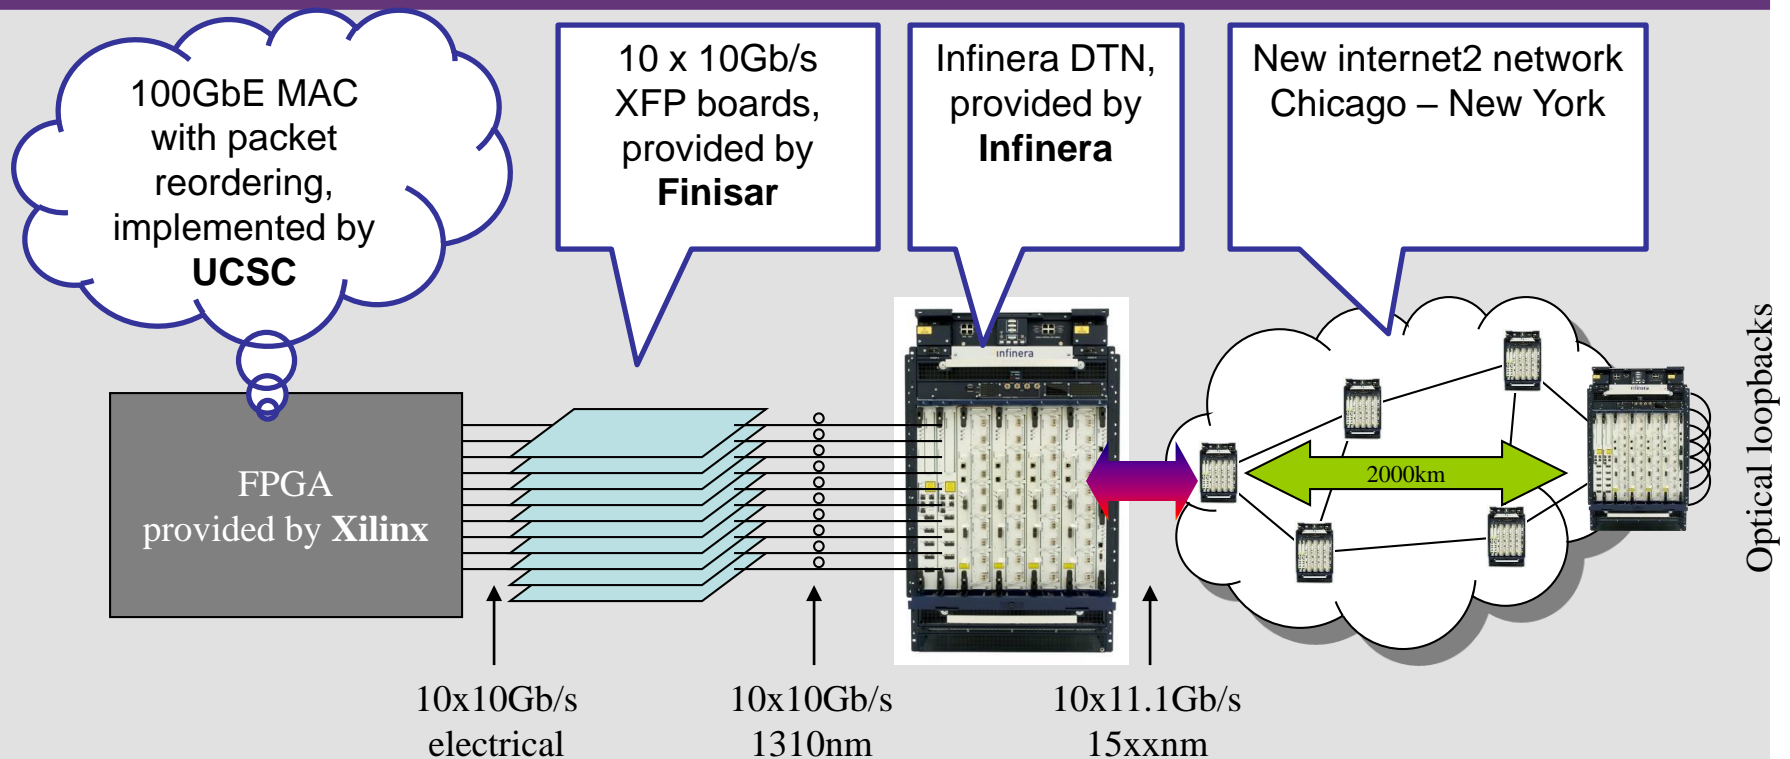 100GbE MAC
with packet
reordering,
implemented by
UCSC
10 x 10Gb/s
XFP boards,
provided by
Finisar
Infinera DTN,
provided by
Infinera
New internet2 network
Chicago – New York
infinera
FPGA
provided by Xilinx
2000km
Optical loopbacks
10x10Gb/s
electrical
10x10Gb/s
1310nm
10x11.1Gb/s
15xxnm